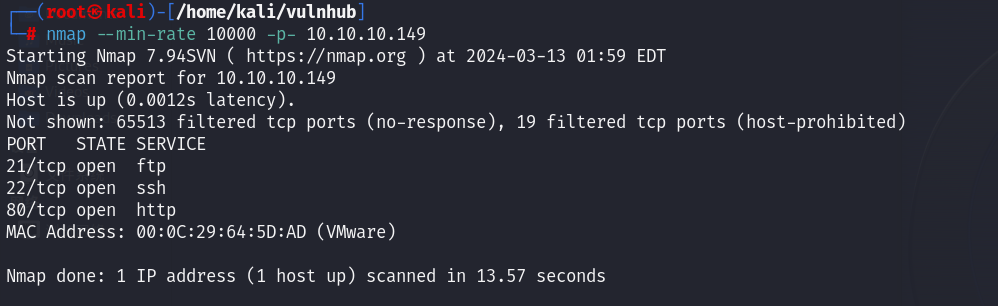 ┌──(root㉿kali)-[/home/kali/vulnhub]
└─# nmap --min-rate 10000 -p- 10.10.10.149
Starting Nmap 7.94SVN ( https://nmap.org ) at 2024-03-13 01:59 EDT
Nmap scan report for 10.10.10.149
Host is up (0.0012s latency).
Not shown: 65513 filtered tcp ports (no-response), 19 filtered tcp ports (host-prohibited)
PORT   STATE SERVICE
21/tcp open  ftp
22/tcp open  ssh
80/tcp open  http
MAC Address: 00:0C:29:64:5D:AD (VMware)
Nmap done: 1 IP address (1 host up) scanned in 13.57 seconds